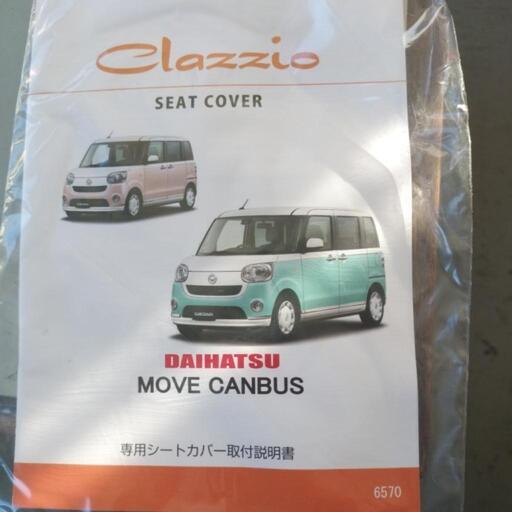 Clazzio
SEAT COVER
DAIHATSU
MOVE CANBUS
専用シートカバー取付説明書
6570